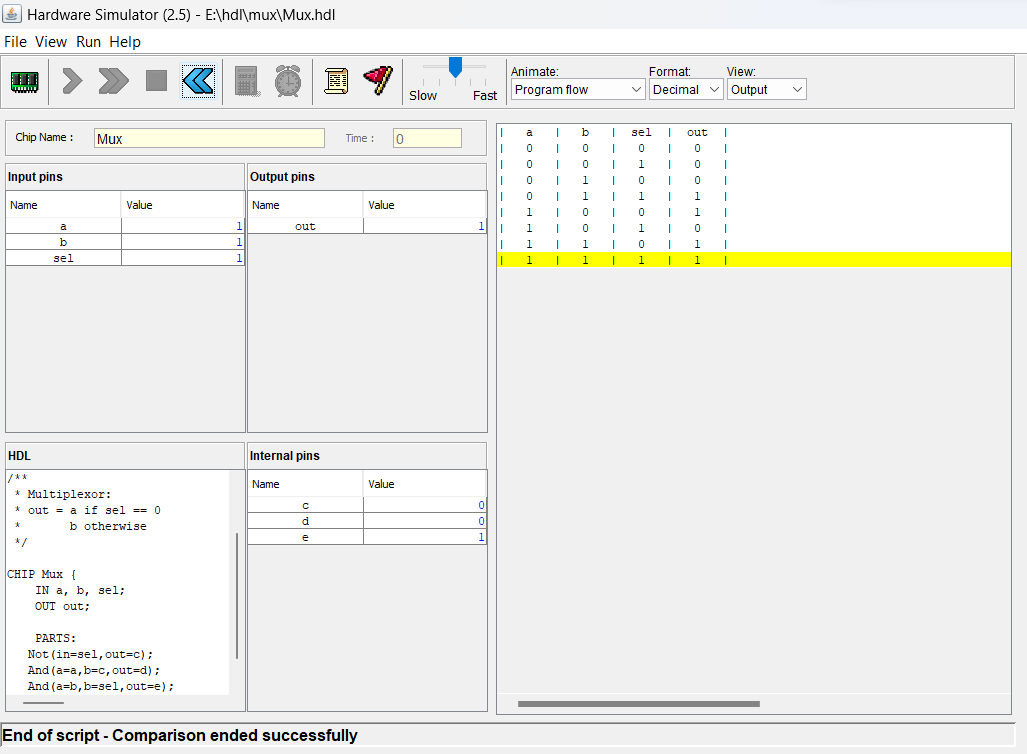 Hardware Simulator (2.5) - E:\hdl\mux\Mux.hdl
File View Run Help
Slow Fast
Animate: Format: View:
Program flow Decimal Output
Chip Name : Mux Time : 0
Input pins
Name Value
a 1
b 1
sel 1
Output pins
Name Value
out 1
HDL
/**
* Multiplexor:
* out = a if sel == 0
* b otherwise
*/
CHIP Mux {
IN a, b, sel;
OUT out;
PARTS:
Not(in=sel,out=c);
And(a=a,b=c,out=d);
And(a=b,b=sel,out=e);
Internal pins
Name Value
c 0
d 0
e 1
| a | b | sel | out |
| 0 | 0 | 0 | 0 |
| 0 | 0 | 1 | 0 |
| 0 | 1 | 0 | 0 |
| 0 | 1 | 1 | 1 |
| 1 | 0 | 0 | 1 |
| 1 | 0 | 1 | 0 |
| 1 | 1 | 0 | 1 |
| 1 | 1 | 1 | 1 |
End of script - Comparison ended successfully